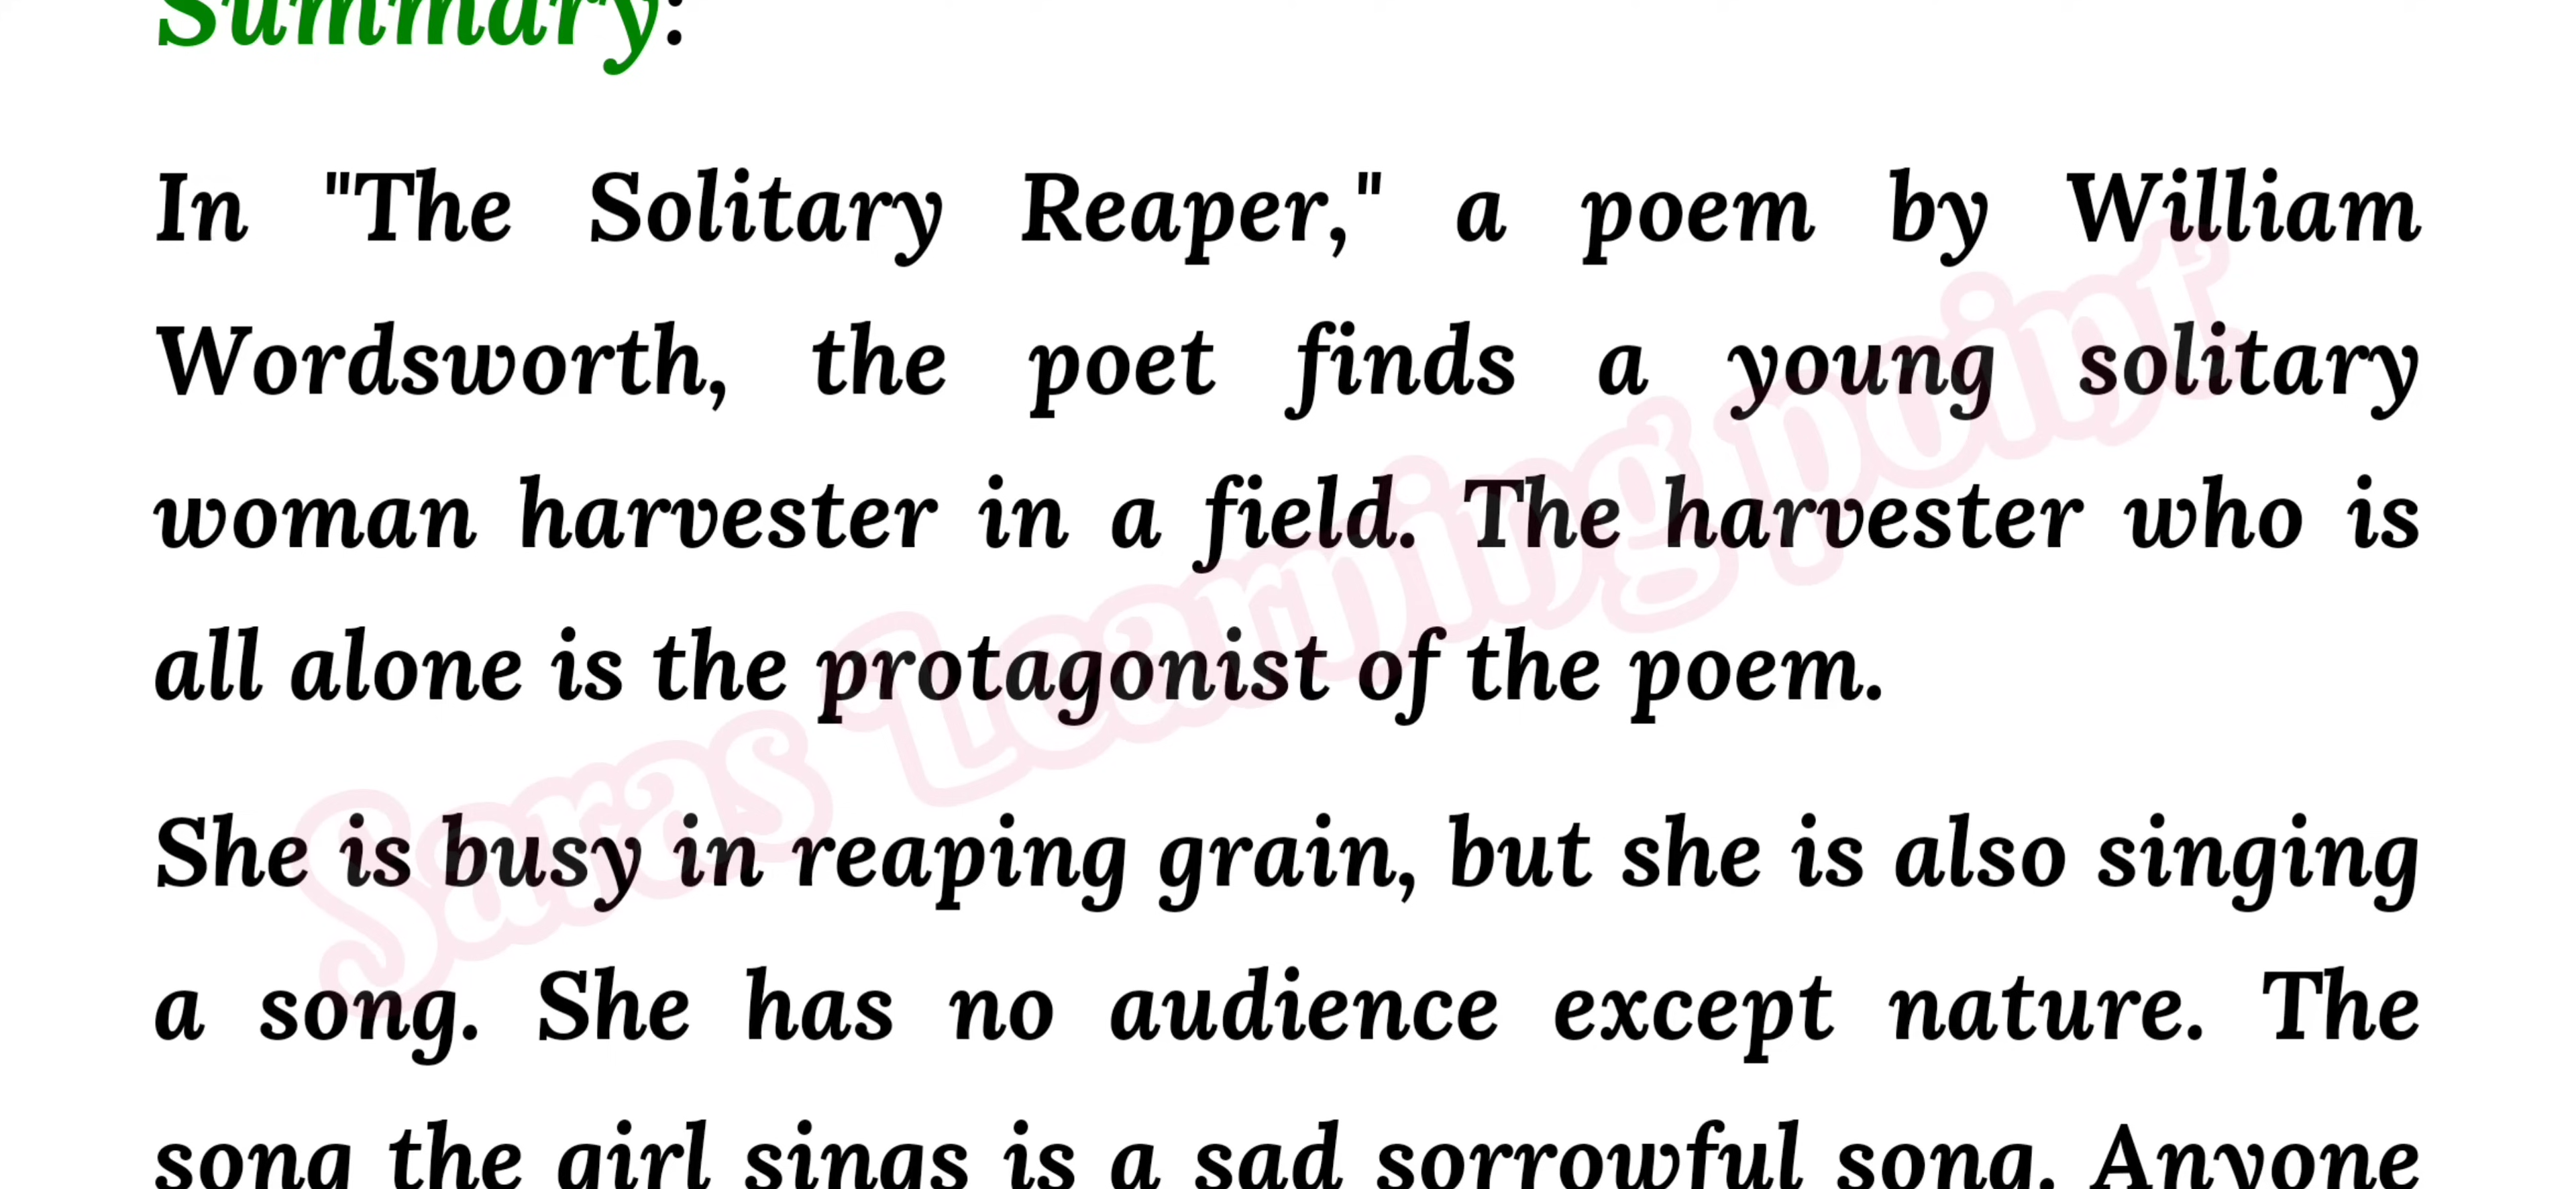 Summary:
In "The Solitary Reaper," a poem by William
Wordsworth, the poet finds a young solitary
woman harvester in a field. The harvester who is
all alone is the protagonist of the poem.
She is busy in reaping grain, but she is also singing
a song. She has no audience except nature. The
song the girl sings is a sad sorrowful song. Anyone
Saras Learning point